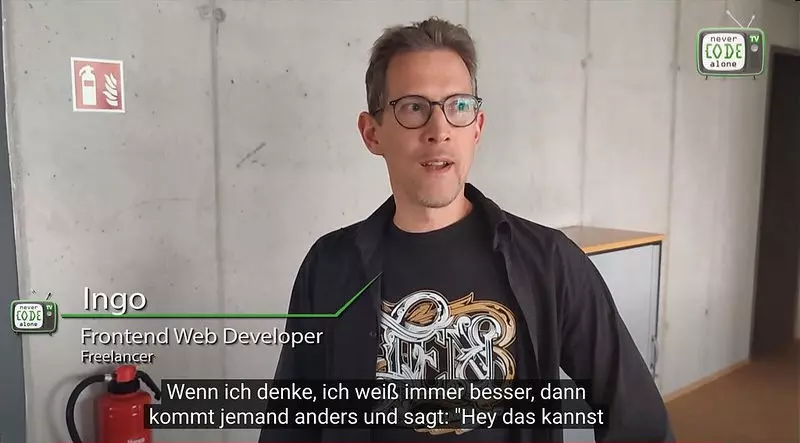 never
CODE
alone
TV
never
CODE
alone
TV
Ingo
Frontend Web Developer
Freelancer
Wenn ich denke, ich weiß immer besser, dann
kommt jemand anders und sagt: "Hey das kannst